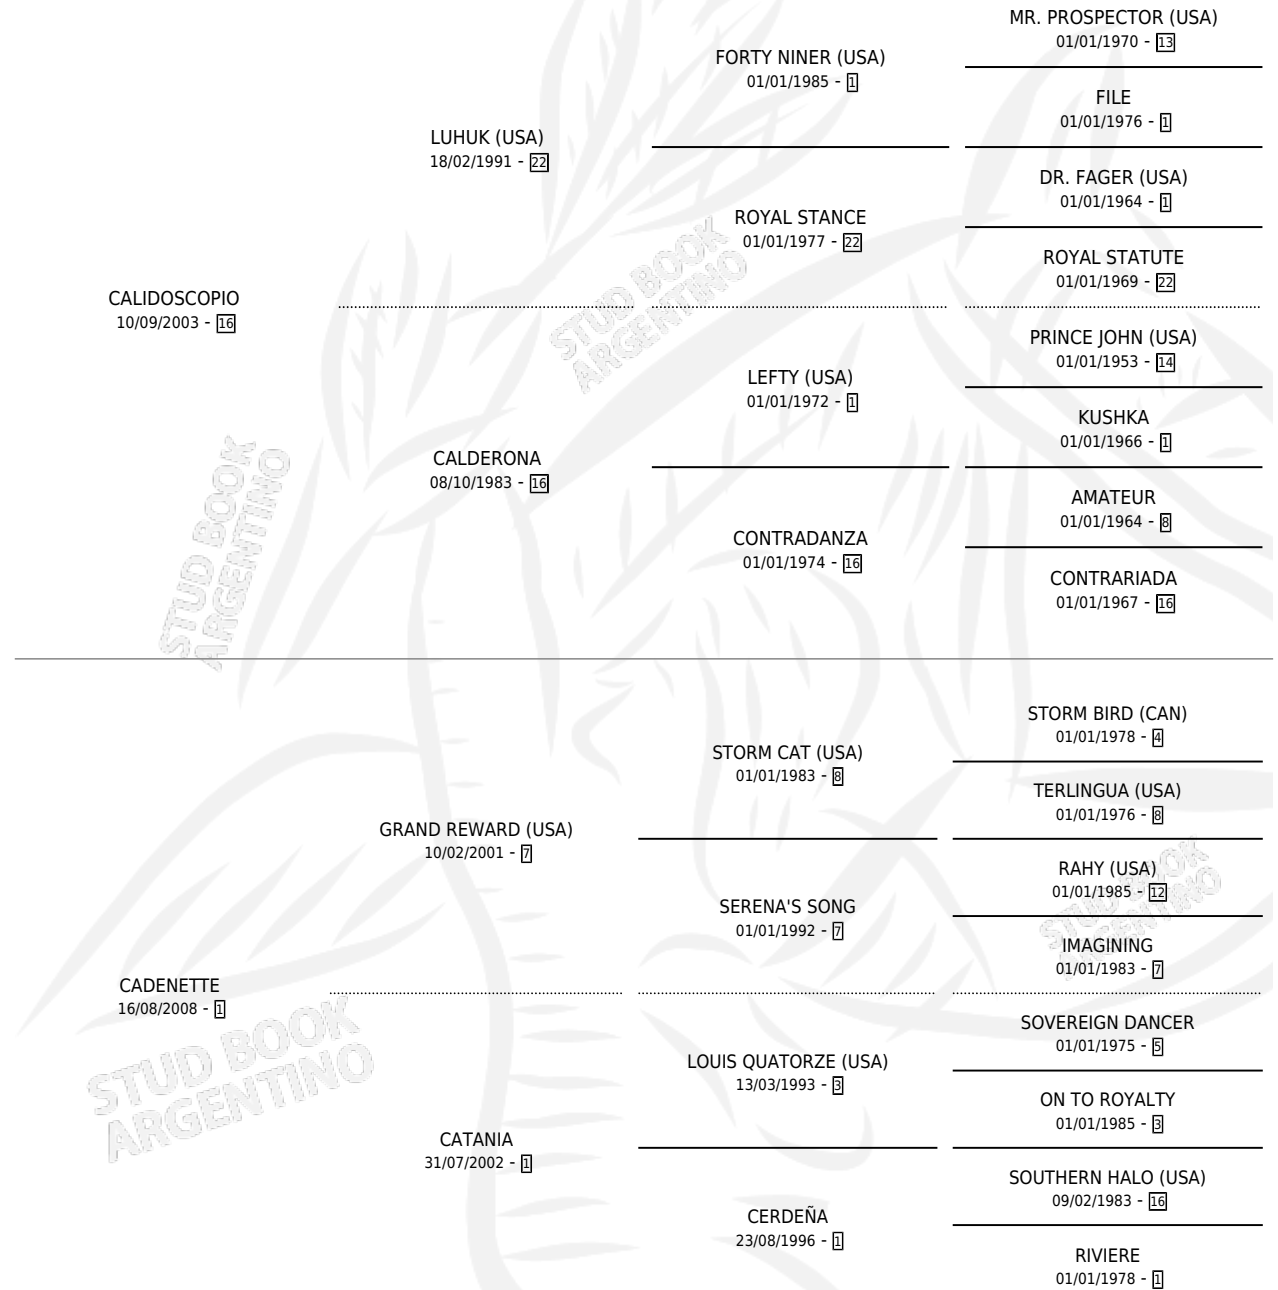 MR. PROSPECTOR (USA)
01/01/1970 - 13
FORTY NINER (USA)
01/01/1985 - 1
FILE
01/01/1976 - 1
LUHUK (USA)
18/02/1991 - 22
DR. FAGER (USA)
01/01/1964 - 1
ROYAL STANCE
01/01/1977 - 22
ROYAL STATUTE
01/01/1969 - 22
CALIDOSCOPIO
10/09/2003 - 16
STUD BOOK
ARGENTINO
PRINCE JOHN (USA)
01/01/1953 - 14
LEFTY (USA)
01/01/1972 - 1
KUSHKA
01/01/1966 - 1
CALDERONA
08/10/1983 - 16
AMATEUR
01/01/1964 - 8
CONTRADANZA
01/01/1974 - 16
CONTRARIADA
01/01/1967 - 16
STUD BOOK
ARGENTINO
STORM BIRD (CAN)
01/01/1978 - 4
STORM CAT (USA)
01/01/1983 - 8
TERLINGUA (USA)
01/01/1976 - 8
GRAND REWARD (USA)
10/02/2001 - 7
RAHY (USA)
01/01/1985 - 12
SERENA'S SONG
01/01/1992 - 7
IMAGINING
01/01/1983 - 7
STUD BOOK
ARGENTINO
CADENETTE
16/08/2008 - 1
SOVEREIGN DANCER
01/01/1975 - 5
LOUIS QUATORZE (USA)
13/03/1993 - 3
ON TO ROYALTY
01/01/1985 - 3
STUD BOOK
ARGENTINO
CATANIA
31/07/2002 - 1
SOUTHERN HALO (USA)
09/02/1983 - 16
CERDEÑA
23/08/1996 - 1
RIVIERE
01/01/1978 - 1